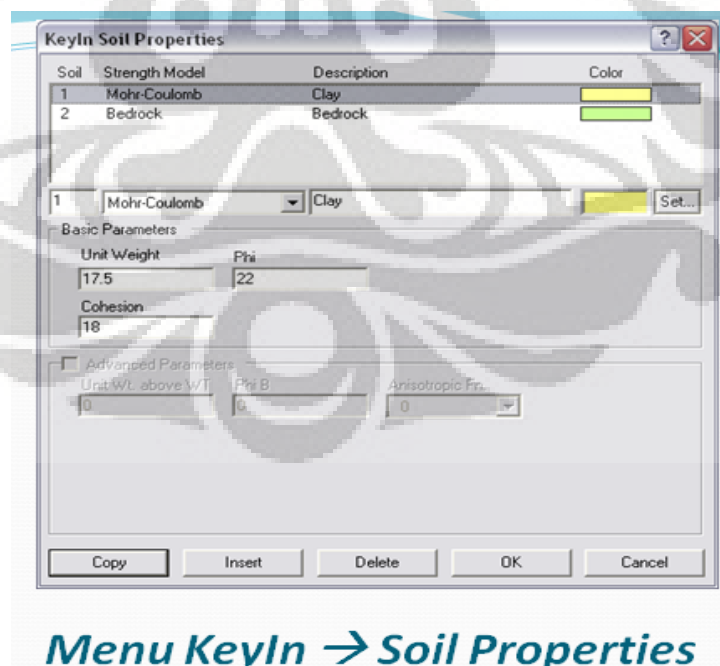 KeyIn Soil Properties
Soil Strength Model Description Color
1 Mohr-Coulomb Clay
2 Bedrock Bedrock
1 Mohr-Coulomb Clay Set...
Basic Parameters
Unit Weight Phi
17.5 22
Cohesion
18
Advanced Parameters
Unit Wt. above WT Phi B Anisotropic Fn.
0 0 0
Copy Insert Delete OK Cancel
Menu KeyIn → Soil Properties